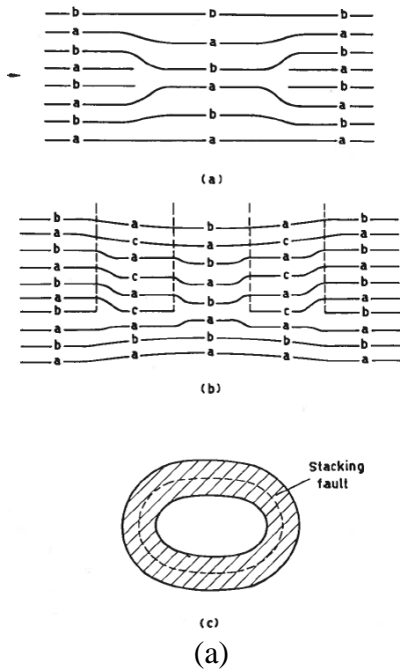 b b b
a a a
b b
a b a
b a b
a a
b b b
a a a
(a)
b a b a b
a c a c a
b a b a b
a c a c a
b a b a b
a c c a
b b
a a a a a
b b b b b
a a a a a
(b)
Stacking
fault
(c)
(a)